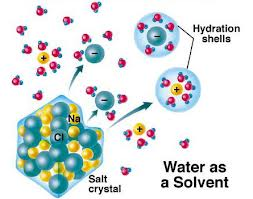 Hydration
shells
+
−
−
−
+
+
Na
Cl
Salt
crystal
Water as
a Solvent